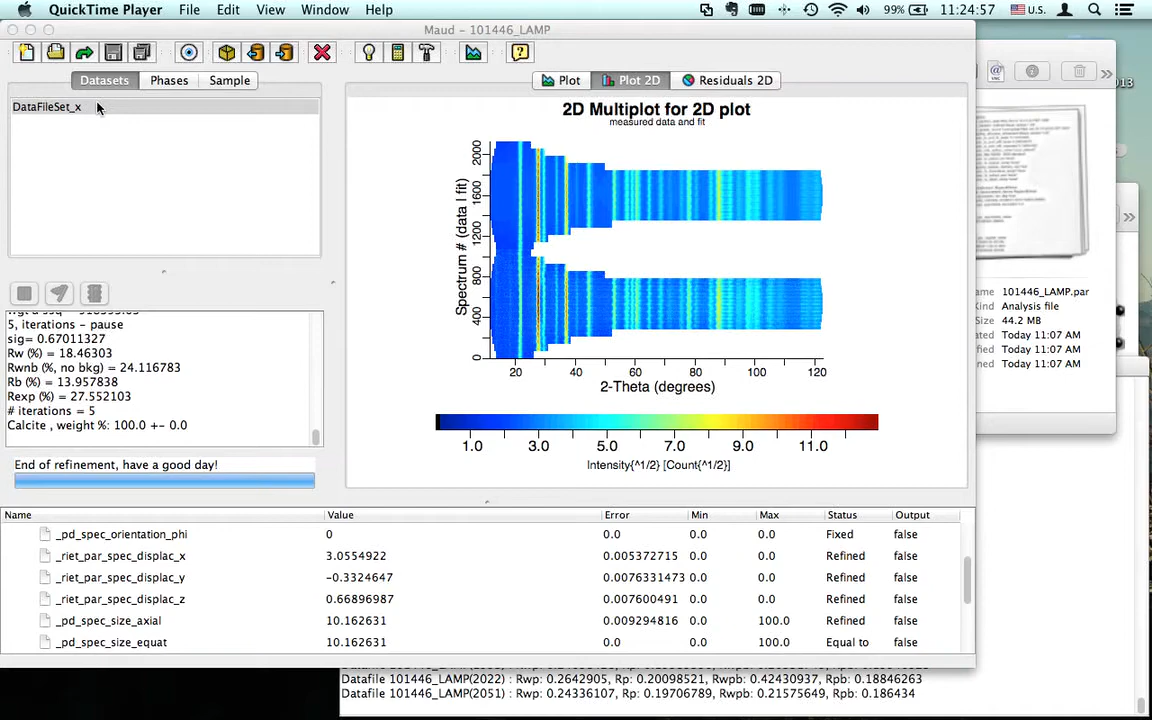 QuickTime Player File Edit View Window Help 99% 11:24:57 U.S.
Maud - 101446_LAMP
Datasets Phases Sample Plot Plot 2D Residuals 2D
DataFileSet_x
2D Multiplot for 2D plot
measured data and fit
Spectrum # (data | fit)
2000
1600
1200
800
400
0
20 40 60 80 100 120
2-Theta (degrees)
1.0 3.0 5.0 7.0 9.0 11.0
Intensity{^1/2} [Count{^1/2}]
5, iterations - pause
sig= 0.67011327
Rw (%) = 18.46303
Rwnb (%, no bkg) = 24.116783
Rb (%) = 13.957838
Rexp (%) = 27.552103
# iterations = 5
Calcite , weight %: 100.0 +- 0.0
End of refinement, have a good day!
Name Value Error Min Max Status Output
_pd_spec_orientation_phi 0 0.0 0.0 0.0 Fixed false
_riet_par_spec_displac_x 3.0554922 0.005372715 0.0 0.0 Refined false
_riet_par_spec_displac_y -0.3324647 0.0076331473 0.0 0.0 Refined false
_riet_par_spec_displac_z 0.66896987 0.007600491 0.0 0.0 Refined false
_pd_spec_size_axial 10.162631 0.009294816 0.0 100.0 Refined false
_pd_spec_size_equat 10.162631 0.0 0.0 100.0 Equal to false
Datafile 101446_LAMP(2022) : Rwp: 0.2642905, Rp: 0.20098521, Rwpb: 0.42430937, Rpb: 0.18846263
Datafile 101446_LAMP(2051) : Rwp: 0.24336107, Rp: 0.19706789, Rwpb: 0.21575649, Rpb: 0.186434
13
ame 101446_LAMP.par
Kind Analysis file
Size 44.2 MB
ated Today 11:07 AM
fied Today 11:07 AM
ned Today 11:07 AM